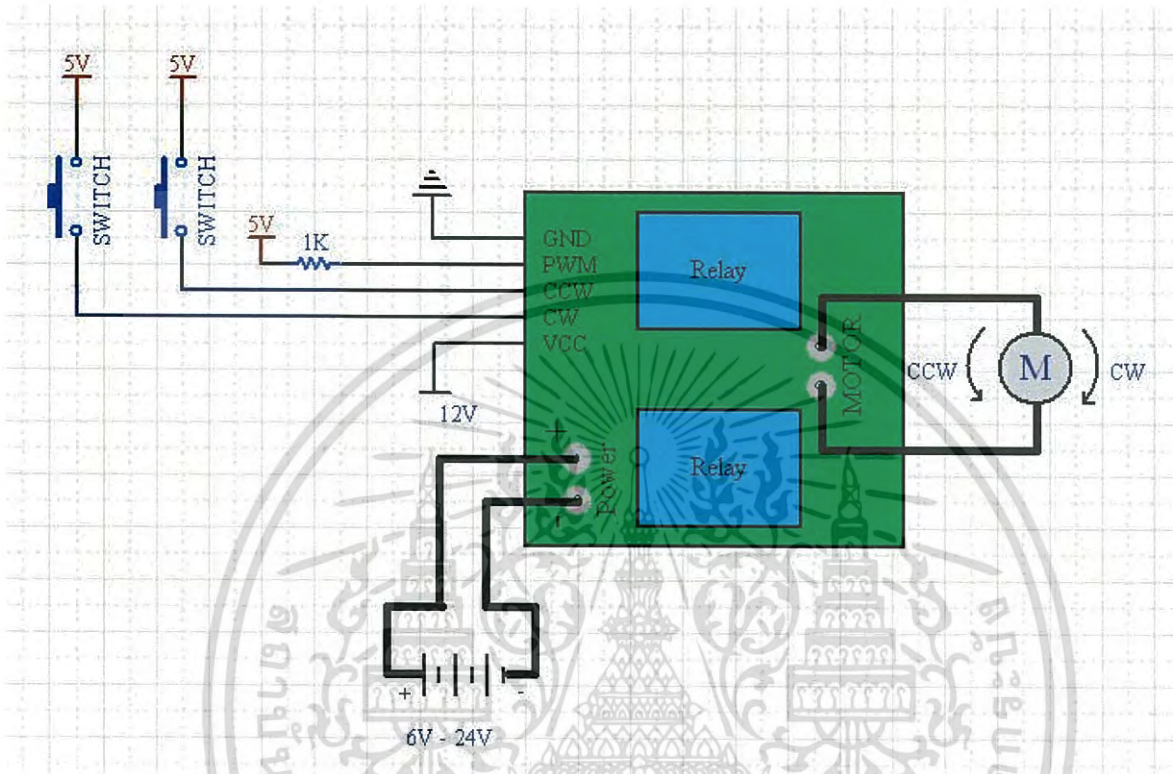 5V
5V
SWITCH
SWITCH
5V
1K
GND
PWM
CCW
CW
VCC
12V
Relay
Relay
MOTOR
CCW
M
CW
+
Power
-
+
-
6V - 24V